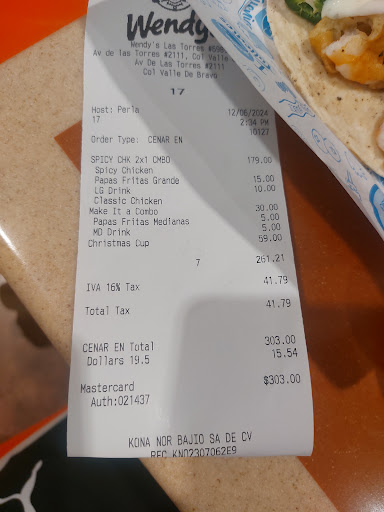 Wendy's
Wendy's Las Torres
Av de las Torres #2111, Col Valle
Av De Las Torres #2111
Col Valle De Bravo
17
Host: Perla 12/06/2024
17 2:34 PM
10127
Order Type: CENAR EN
SPICY CHK 2x1 CMBO 179.00
Spicy Chicken
Papas Fritas Grande 15.00
LG Drink 10.00
Classic Chicken
Make It a Combo 30.00
Papas Fritas Medianas 5.00
MD Drink 5.00
Christmas Cup 59.00
7 261.21
IVA 16% Tax 41.79
Total Tax 41.79
CENAR EN Total 303.00
Dollars 19.5 15.54
Mastercard $303.00
Auth:021437
KONA NOR BAJIO SA DE CV
RFC KNO2307062E9